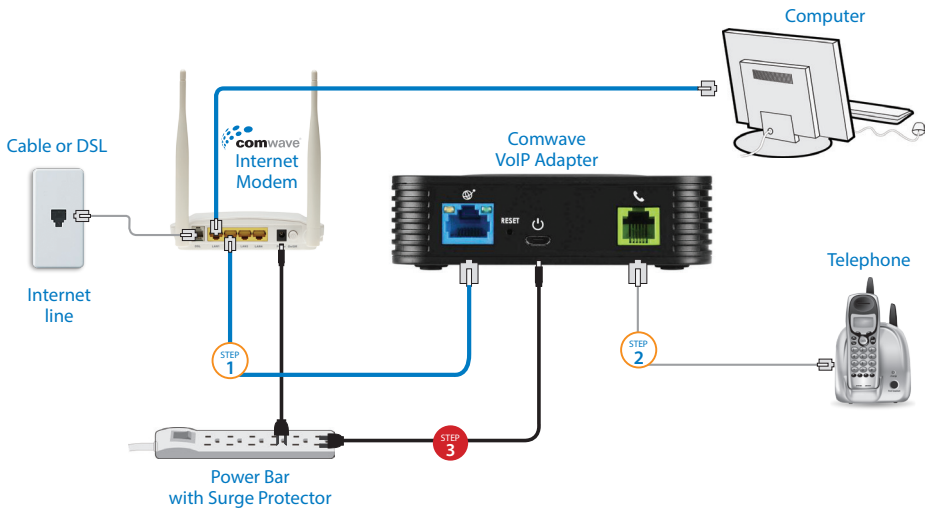 Computer
comwave
Internet
Modem
Cable or DSL
Comwave
VoIP Adapter
RESET
Internet
line
Telephone
STEP
1
STEP
2
STEP
3
Power Bar
with Surge Protector